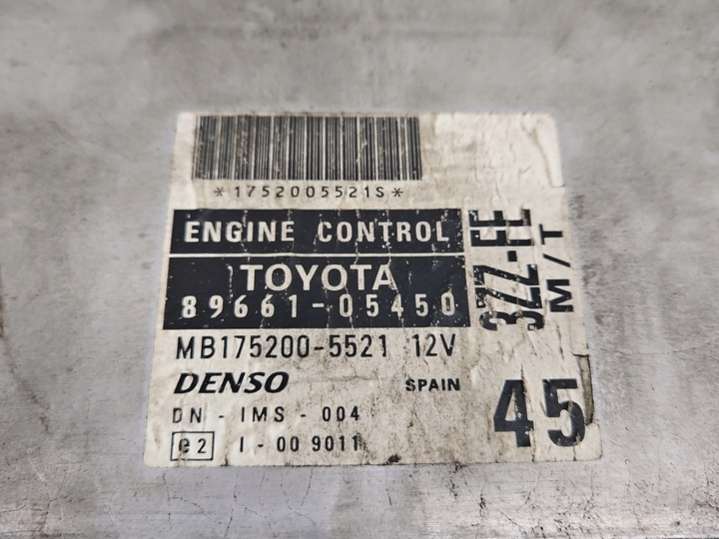 *1752005521S*
ENGINE CONTROL
TOYOTA
89661-05450
3ZZ-FE
M/T
MB175200-5521 12V
DENSO SPAIN
DN - IMS - 004
45
e2 I - 00 9011